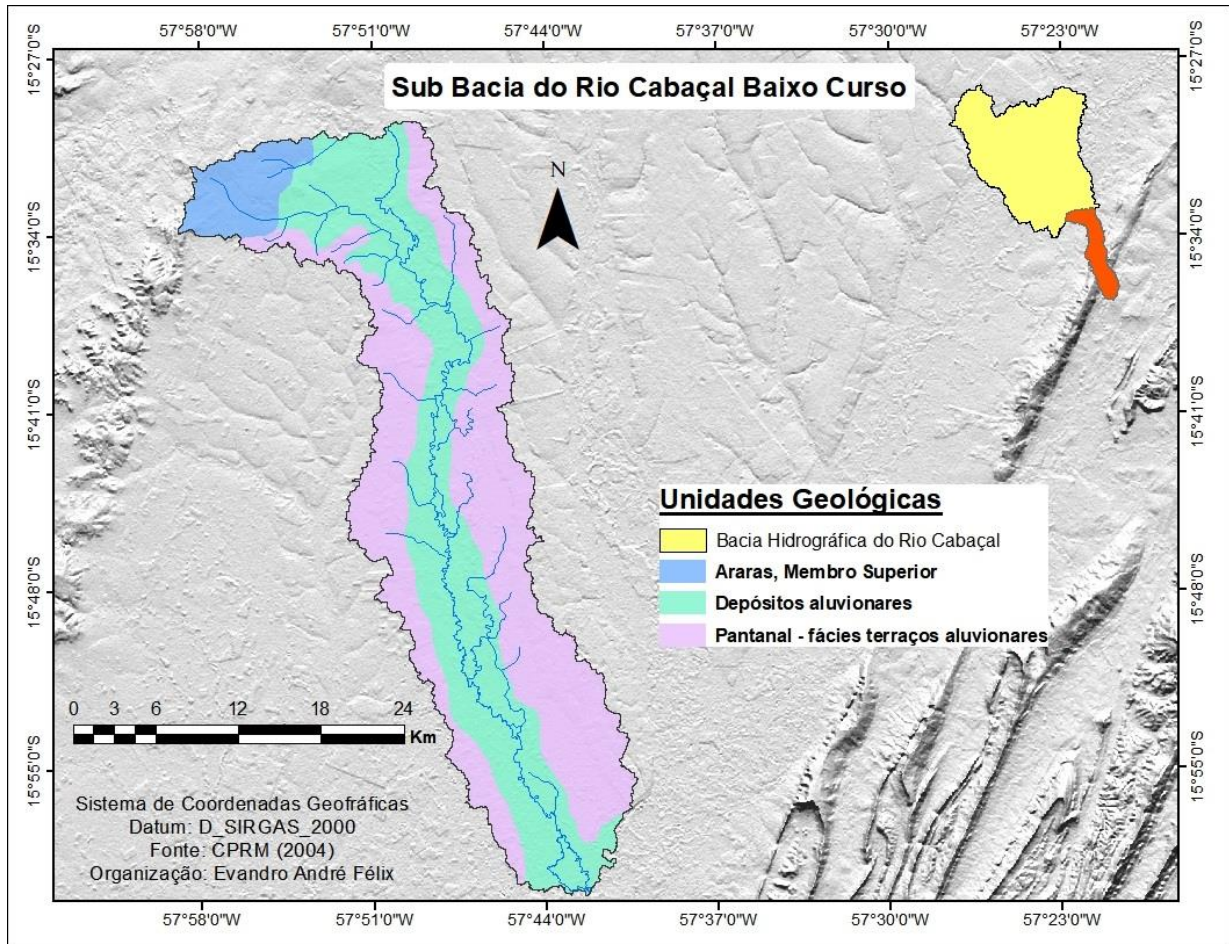 57°58'0"W 57°51'0"W 57°44'0"W 57°37'0"W 57°30'0"W 57°23'0"W
15°27'0"S
15°27'0"S
Sub Bacia do Rio Cabaçal Baixo Curso
N
15°34'0"S
15°34'0"S
15°41'0"S
15°41'0"S
Unidades Geológicas
Bacia Hidrográfica do Rio Cabaçal
Araras, Membro Superior
Depósitos aluvionares
Pantanal - fácies terraços aluvionares
15°48'0"S
15°48'0"S
0 3 6 12 18 24
Km
15°55'0"S
15°55'0"S
Sistema de Coordenadas Geofráficas
Datum: D_SIRGAS_2000
Fonte: CPRM (2004)
Organização: Evandro André Félix
57°58'0"W 57°51'0"W 57°44'0"W 57°37'0"W 57°30'0"W 57°23'0"W